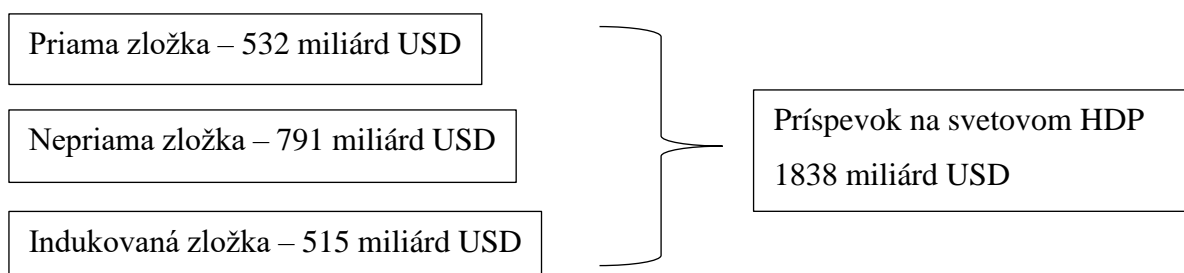 Priama zložka – 532 miliárd USD
Nepriama zložka – 791 miliárd USD
Indukovaná zložka – 515 miliárd USD
Príspevok na svetovom HDP
1838 miliárd USD